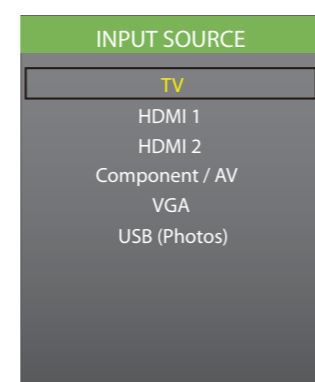 INPUT SOURCE
TV
HDMI 1
HDMI 2
Component / AV
VGA
USB (Photos)